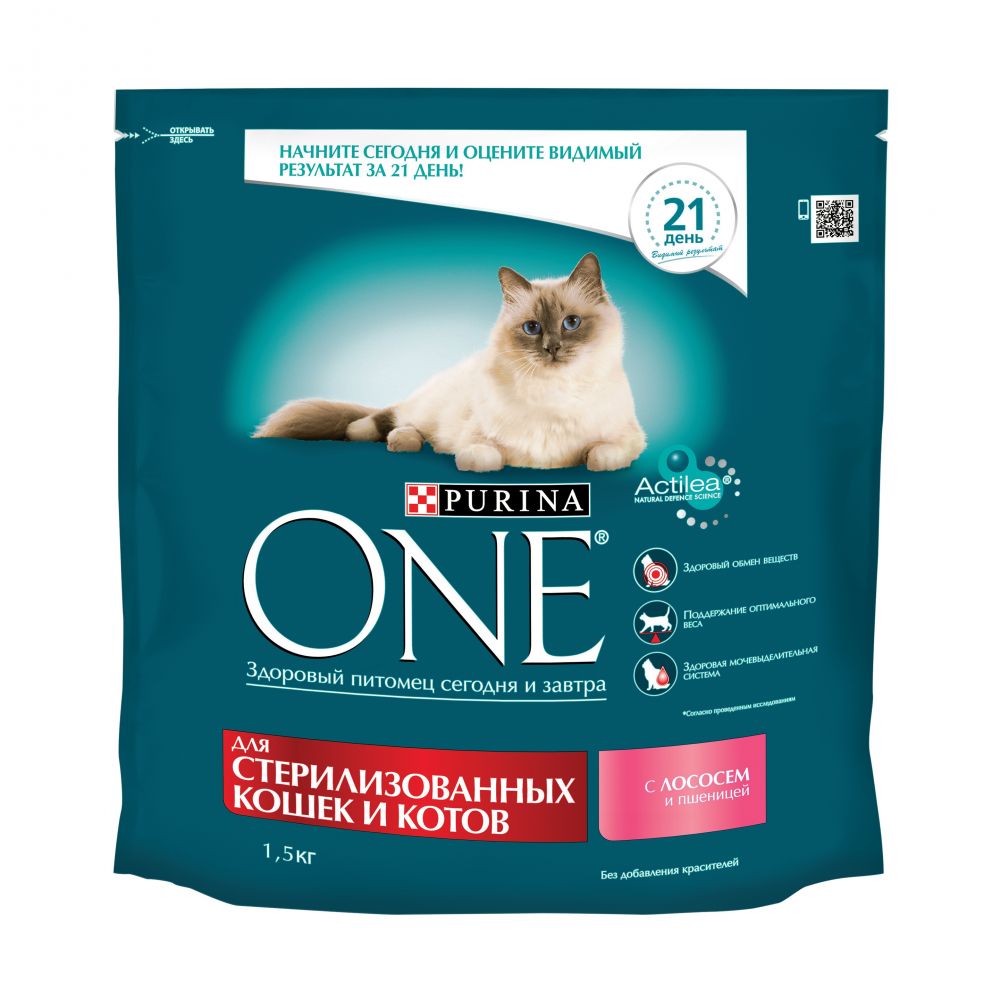 ОТКРЫВАТЬ
ЗДЕСЬ
НАЧНИТЕ СЕГОДНЯ И ОЦЕНИТЕ ВИДИМЫЙ
РЕЗУЛЬТАТ ЗА 21 ДЕНЬ!
21
день
Видимый результат
Actilea®
NATURAL DEFENCE SCIENCE
PURINA
ONE®
Здоровый питомец сегодня и завтра
Здоровый обмен веществ
Поддержание оптимального
веса
Здоровая мочевыделительная
система
*Согласно проведенным исследованиям
для
СТЕРИЛИЗОВАННЫХ
КОШЕК И КОТОВ
С ЛОСОСЕМ
и пшеницей
1,5кг
Без добавления красителей